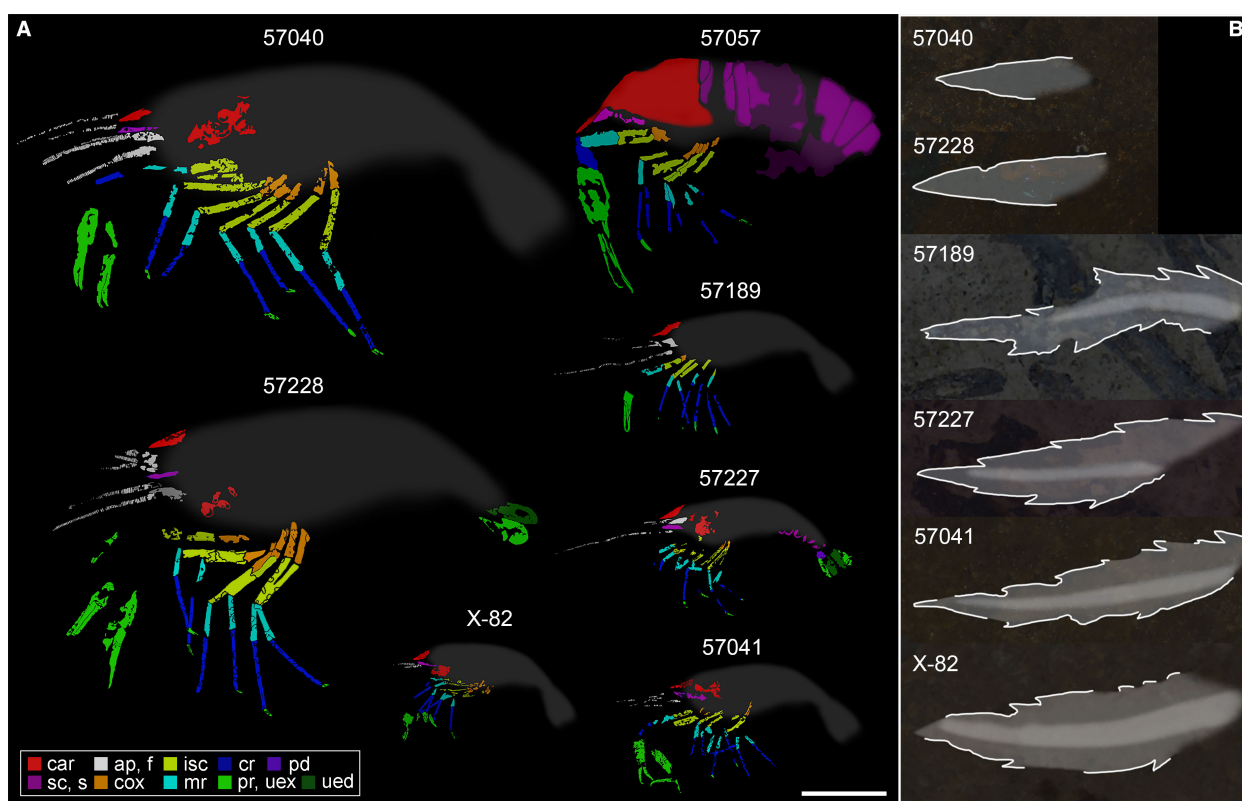 A
57040
57057
57189
57228
57227
X-82
57041
car
ap, f
isc
cr
pd
sc, s
cox
mr
pr, uex
ued
B
57040
57228
57189
57227
57041
X-82